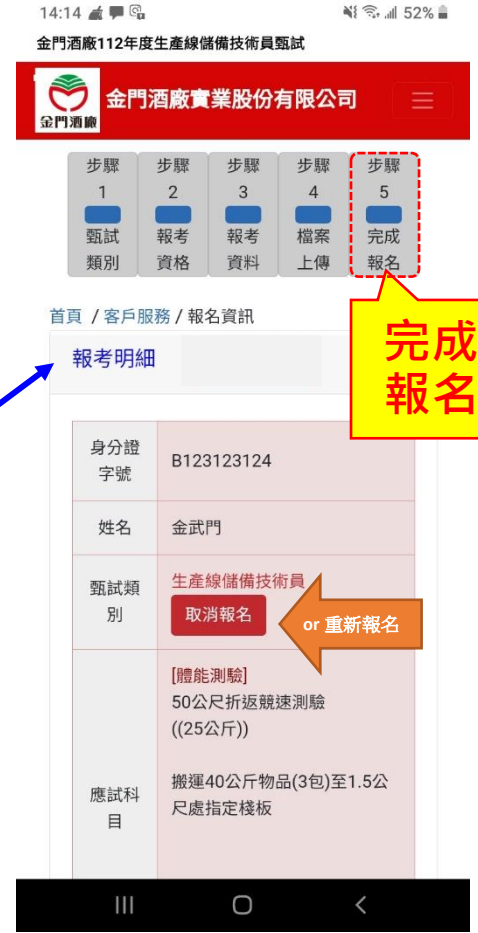 14:14
52%
金門酒廠112年度生產線儲備技術員甄試
金門酒廠
金門酒廠實業股份有限公司
步驟
1
甄試
類別
步驟
2
報考
資格
步驟
3
報考
資料
步驟
4
檔案
上傳
步驟
5
完成
報名
首頁 / 客戶服務 / 報名資訊
完成
報名
報考明細
身分證
字號
B123123124
姓名
金武門
甄試類
別
生產線儲備技術員
取消報名
or 重新報名
應試科
目
[體能測驗]
50公尺折返競速測驗
((25公斤))
搬運40公斤物品(3包)至1.5公
尺處指定棧板